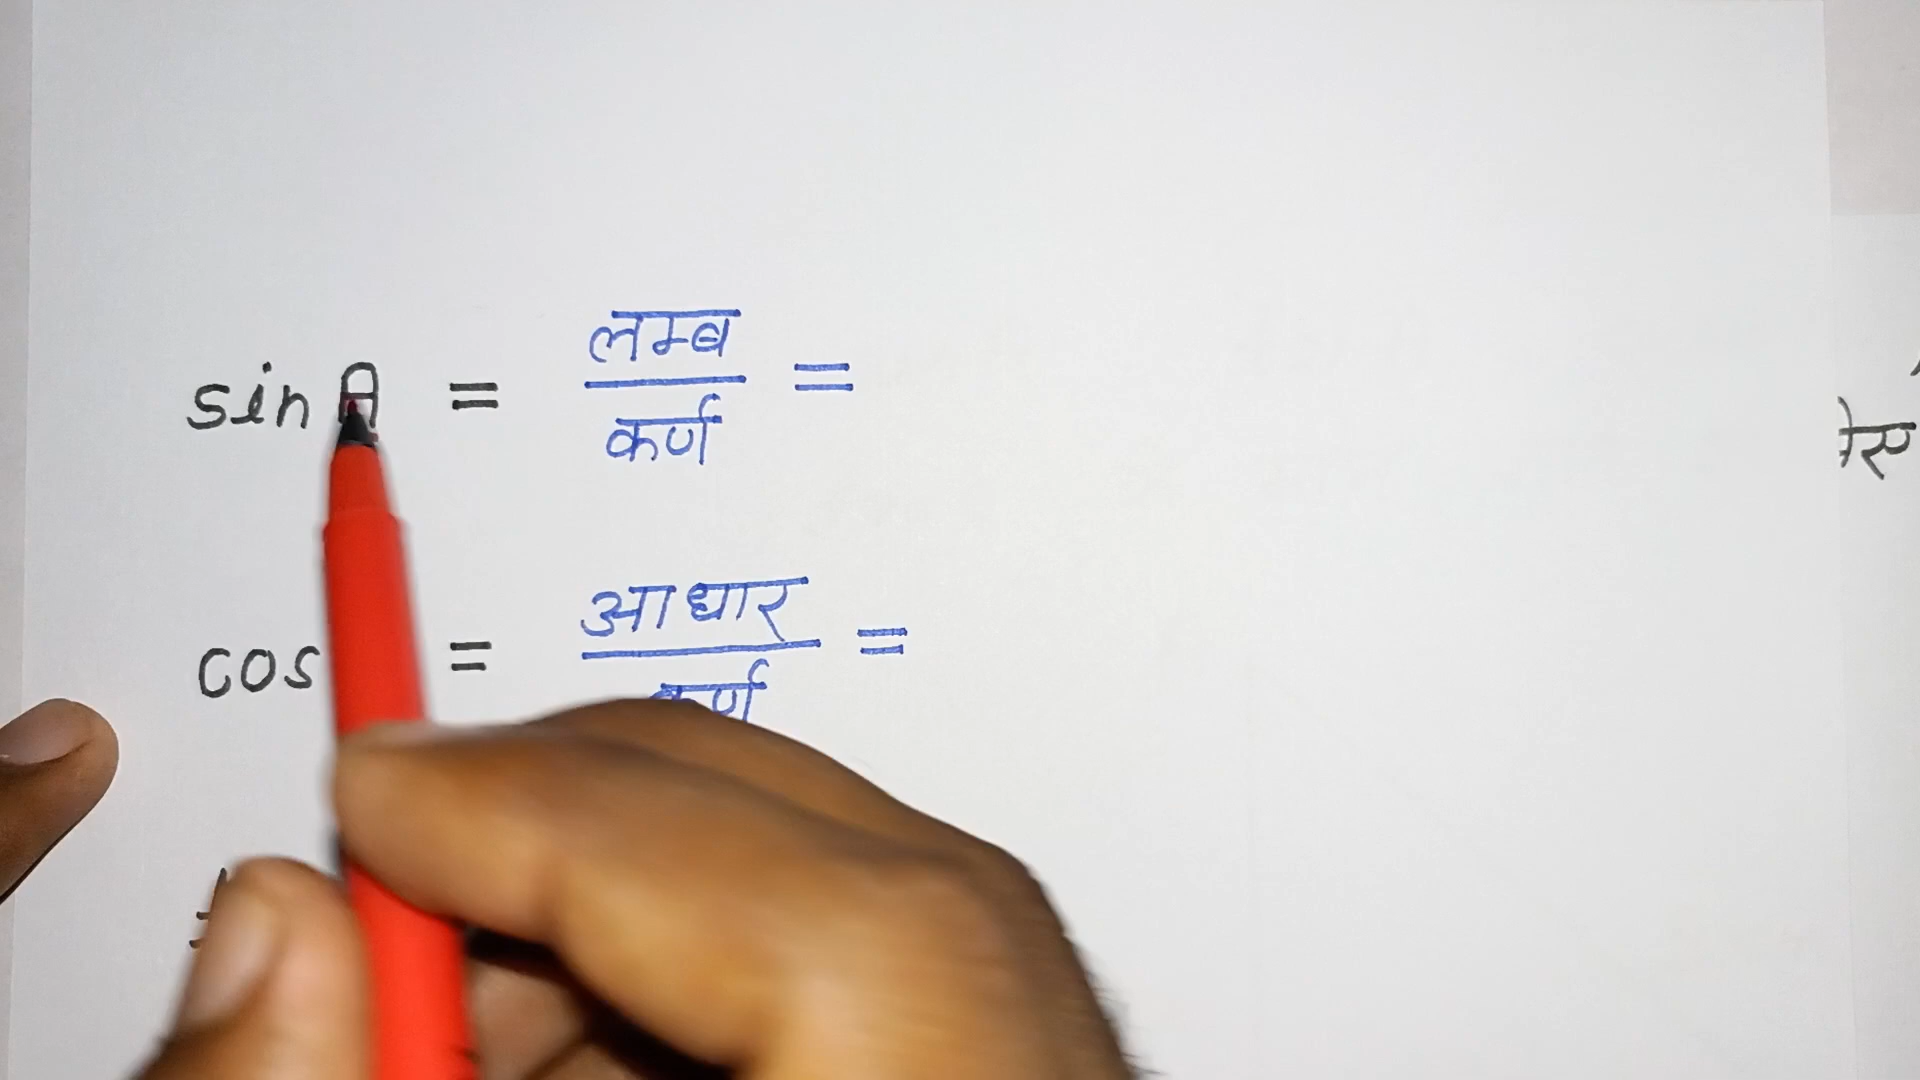 sin A = लम्ब / कर्ण =
cos = आधार / कर्ण =